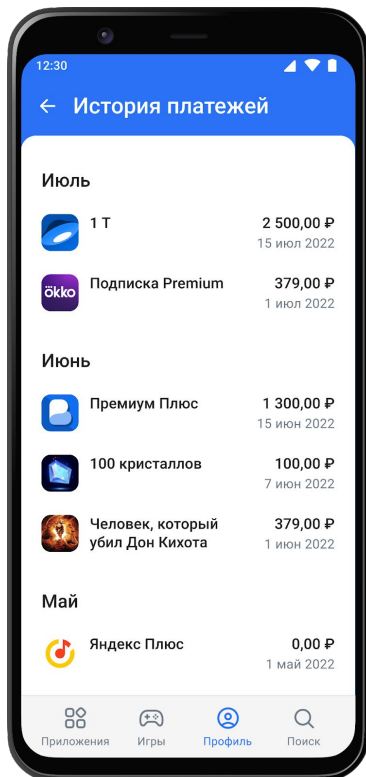 12:30
История платежей
Июль
1 Т
2 500,00 ₽
15 июл 2022
ökko
Подписка Premium
379,00 ₽
1 июл 2022
Июнь
Премиум Плюс
1 300,00 ₽
15 июн 2022
100 кристаллов
100,00 ₽
7 июн 2022
Человек, который
убил Дон Кихота
379,00 ₽
1 июн 2022
Май
Яндекс Плюс
0,00 ₽
1 май 2022
Приложения
Игры
Профиль
Поиск